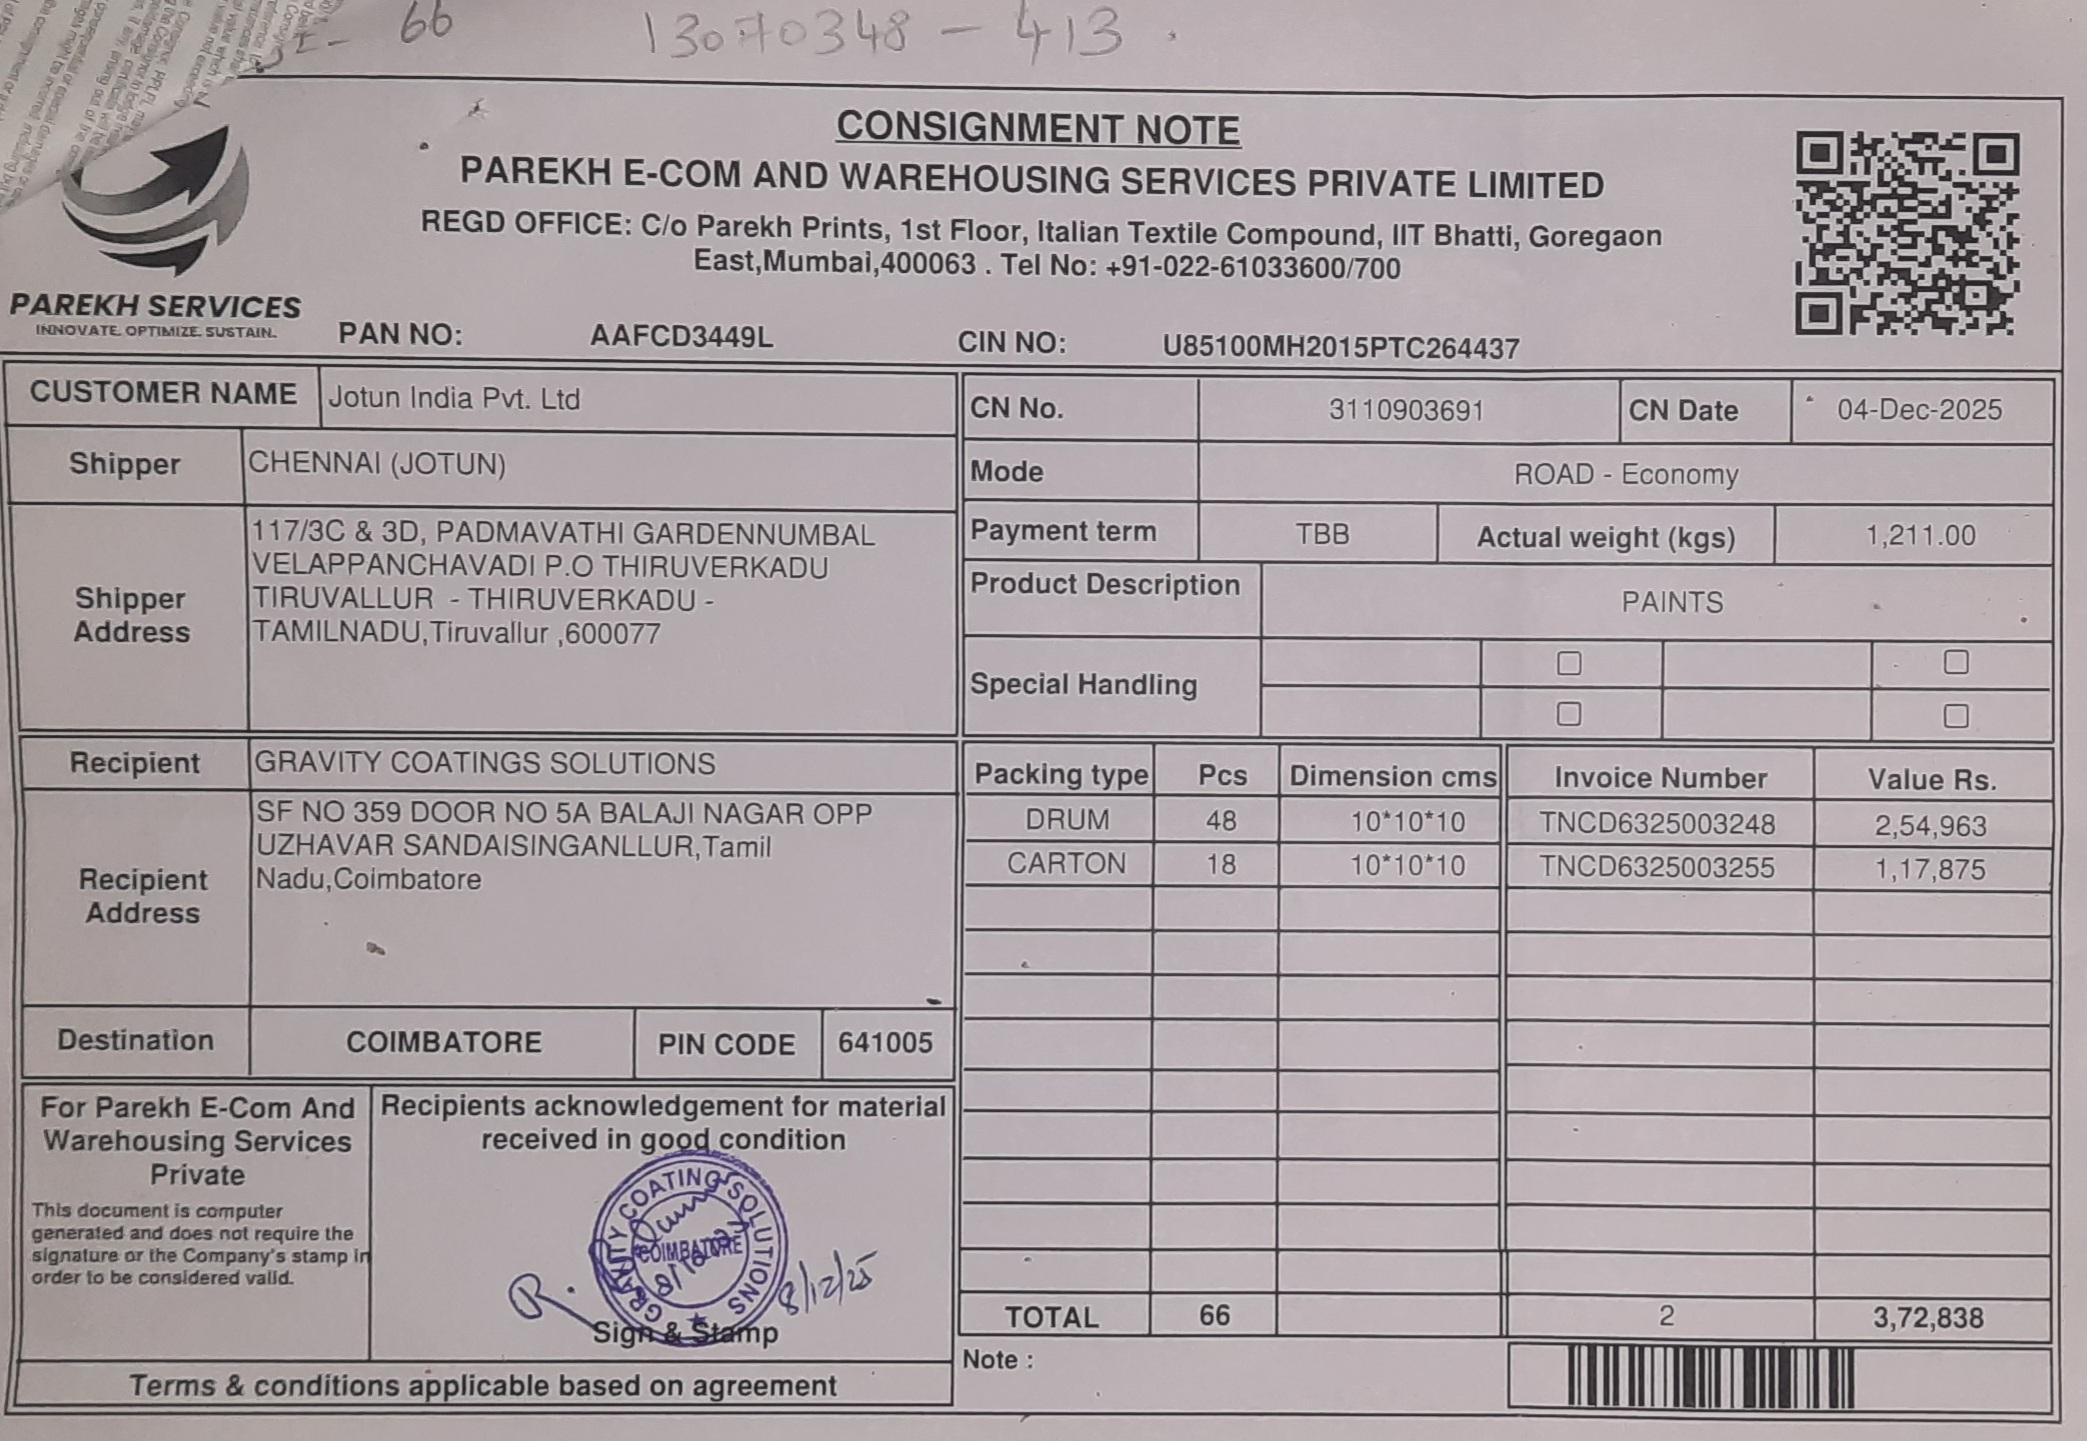 66
13070348 - 413
CONSIGNMENT NOTE
PAREKH E-COM AND WAREHOUSING SERVICES PRIVATE LIMITED
REGD OFFICE: C/o Parekh Prints, 1st Floor, Italian Textile Compound, IIT Bhatti, Goregaon
East,Mumbai,400063 . Tel No: +91-022-61033600/700
PAREKH SERVICES
INNOVATE. OPTIMIZE. SUSTAIN.
PAN NO: AAFCD3449L CIN NO: U85100MH2015PTC264437
CUSTOMER NAME Jotun India Pvt. Ltd
Shipper CHENNAI (JOTUN)
Shipper Address
117/3C & 3D, PADMAVATHI GARDENNUMBAL
VELAPPANCHAVADI P.O THIRUVERKADU
TIRUVALLUR - THIRUVERKADU -
TAMILNADU,Tiruvallur ,600077
Recipient GRAVITY COATINGS SOLUTIONS
Recipient Address
SF NO 359 DOOR NO 5A BALAJI NAGAR OPP
UZHAVAR SANDAISINGANLLUR,Tamil
Nadu,Coimbatore
Destination COIMBATORE PIN CODE 641005
For Parekh E-Com And
Warehousing Services
Private
This document is computer
generated and does not require the
signature or the Company's stamp in
order to be considered valid.
Recipients acknowledgement for material
received in good condition
GRAVITY COATING SOLUTIONS
COIMBATORE
R.
8/12/25
Sign & Stamp
Terms & conditions applicable based on agreement
CN No. 3110903691 CN Date 04-Dec-2025
Mode ROAD - Economy
Payment term TBB Actual weight (kgs) 1,211.00
Product Description PAINTS
Special Handling
Packing type Pcs Dimension cms Invoice Number Value Rs.
DRUM 48 10*10*10 TNCD6325003248 2,54,963
CARTON 18 10*10*10 TNCD6325003255 1,17,875
TOTAL 66 2 3,72,838
Note :